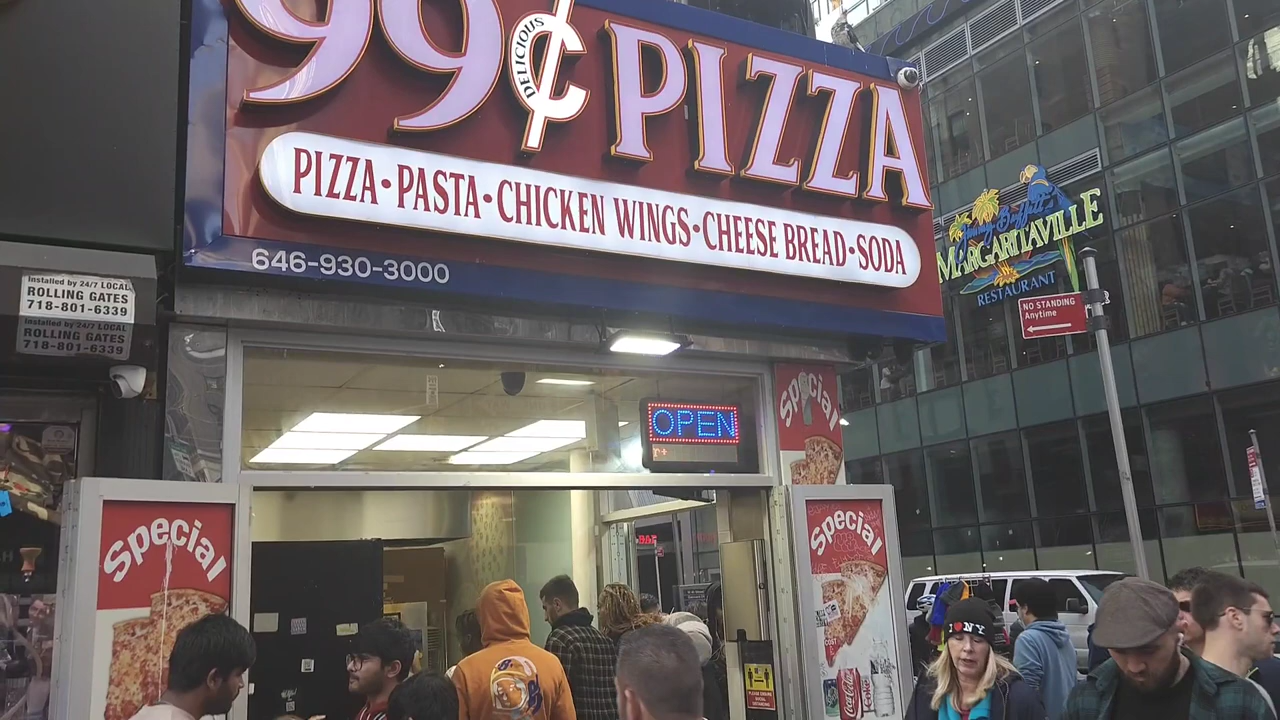 99¢ PIZZA
DELICIOUS
PIZZA•PASTA•CHICKEN WINGS•CHEESE BREAD•SODA
646-930-3000
Installed by 24/7 LOCAL
ROLLING GATES
718-801-6339
Installed by 24/7 LOCAL
ROLLING GATES
718-801-6339
Jimmy Buffett's
MARGARITAVILLE
RESTAURANT
NO STANDING
Anytime
OPEN
Special
Special
Special
I ♥ NY
Coca-Cola